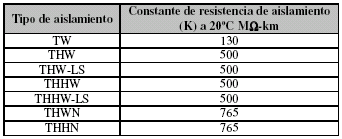 Tipo de aislamiento Constante de resistencia de aislamiento
(K) a 20ºC MΩ-km
TW 130
THW 500
THW-LS 500
THHW 500
THHW-LS 500
THWN 765
THHN 765